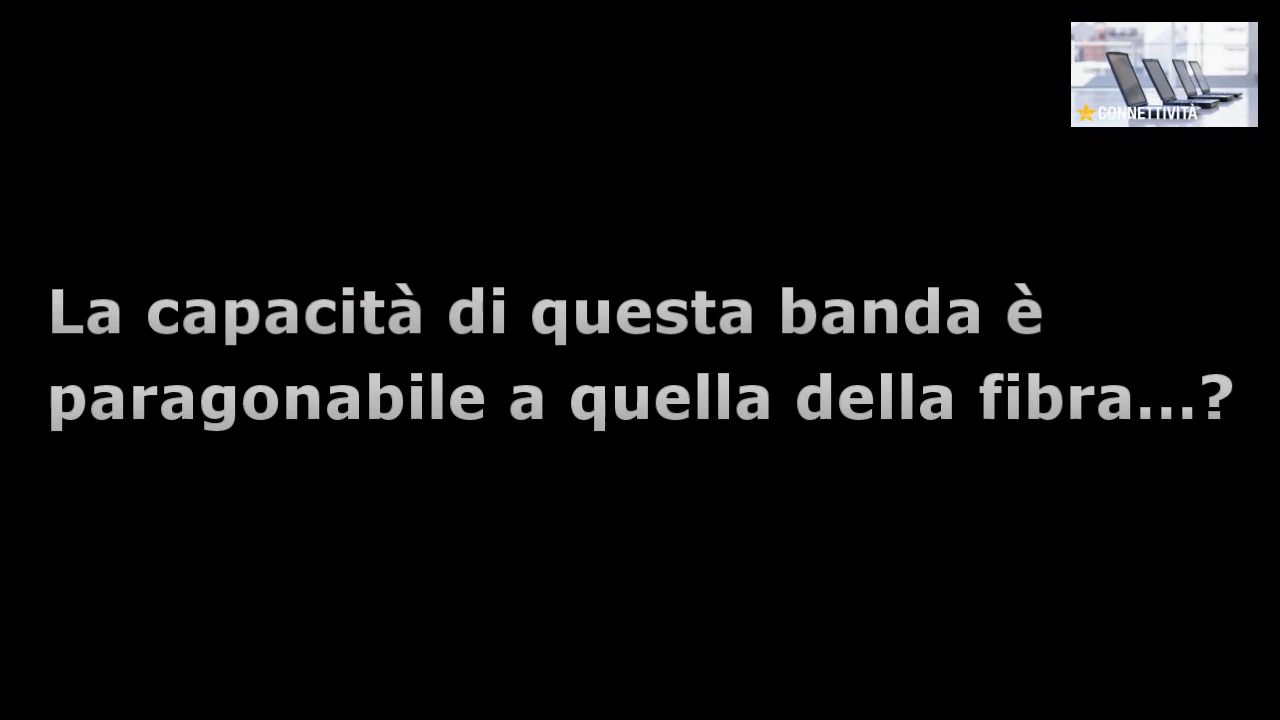 CONNETTIVITÀ
La capacità di questa banda è
paragonabile a quella della fibra...?